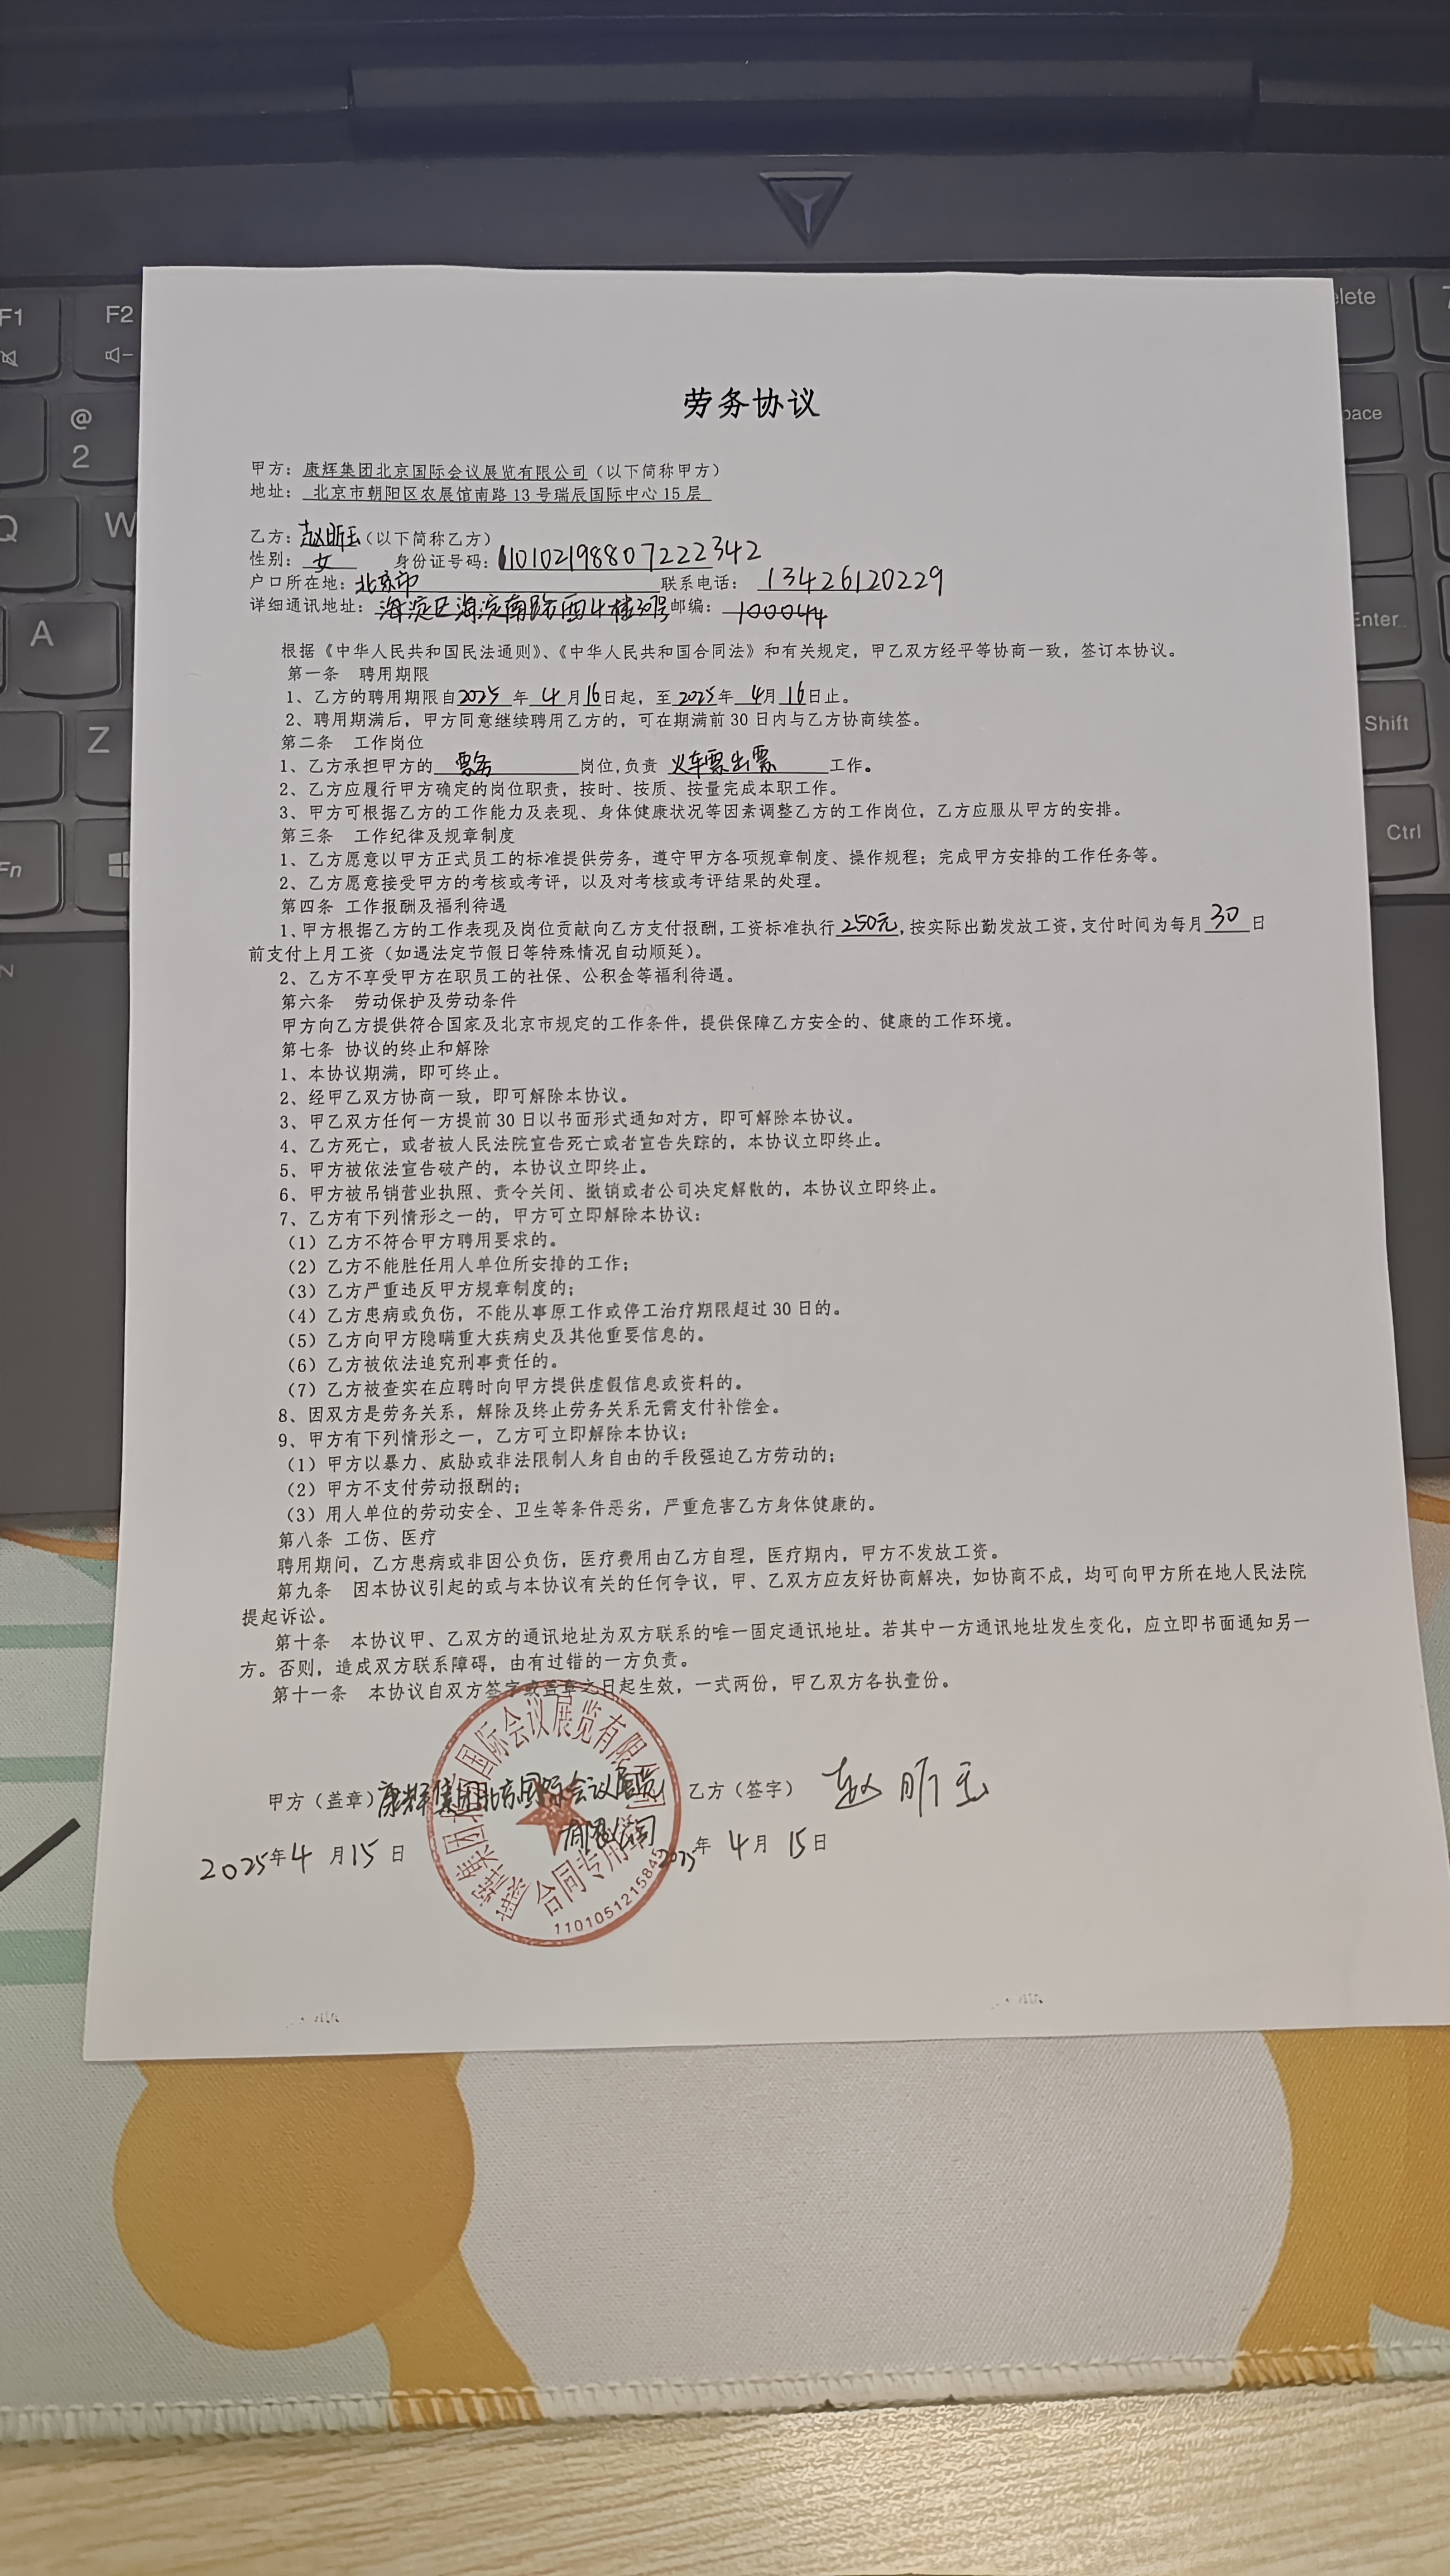 F1
F2
@
2
Q
W
A
Z
Fn
N
elete
7
pace
Enter
Shift
Ctrl
劳务协议
甲方：康辉集团北京国际会议展览有限公司（以下简称甲方）
地址：北京市朝阳区农展馆南路 13 号瑞辰国际中心 15 层
乙方：赵昕玉（以下简称乙方）
性别：女 身份证号码：110102198807222342
户口所在地：北京市 联系电话：13426120229
详细通讯地址：海淀区海淀南路西4楼30号 邮编：100044
根据《中华人民共和国民法通则》、《中华人民共和国合同法》和有关规定，甲乙双方经平等协商一致，签订本协议。
第一条 聘用期限
1、乙方的聘用期限自2025年4月16日起，至2025年4月16日止。
2、聘用期满后，甲方同意继续聘用乙方的，可在期满前 30 日内与乙方协商续签。
第二条 工作岗位
1、乙方承担甲方的 票务 岗位,负责 火车票出票 工作。
2、乙方应履行甲方确定的岗位职责，按时、按质、按量完成本职工作。
3、甲方可根据乙方的工作能力及表现、身体健康状况等因素调整乙方的工作岗位，乙方应服从甲方的安排。
第三条 工作纪律及规章制度
1、乙方愿意以甲方正式员工的标准提供劳务，遵守甲方各项规章制度、操作规程；完成甲方安排的工作任务等。
2、乙方愿意接受甲方的考核或考评，以及对考核或考评结果的处理。
第四条 工作报酬及福利待遇
1、甲方根据乙方的工作表现及岗位贡献向乙方支付报酬,工资标准执行250元,按实际出勤发放工资,支付时间为每月30日
前支付上月工资（如遇法定节假日等特殊情况自动顺延）。
2、乙方不享受甲方在职员工的社保、公积金等福利待遇。
第六条 劳动保护及劳动条件
甲方向乙方提供符合国家及北京市规定的工作条件，提供保障乙方安全的、健康的工作环境。
第七条 协议的终止和解除
1、本协议期满，即可终止。
2、经甲乙双方协商一致，即可解除本协议。
3、甲乙双方任何一方提前 30 日以书面形式通知对方，即可解除本协议。
4、乙方死亡，或者被人民法院宣告死亡或者宣告失踪的，本协议立即终止。
5、甲方被依法宣告破产的，本协议立即终止。
6、甲方被吊销营业执照、责令关闭、撤销或者公司决定解散的，本协议立即终止。
7、乙方有下列情形之一的，甲方可立即解除本协议：
（1）乙方不符合甲方聘用要求的。
（2）乙方不能胜任用人单位所安排的工作；
（3）乙方严重违反甲方规章制度的；
（4）乙方患病或负伤，不能从事原工作或停工治疗期限超过 30 日的。
（5）乙方向甲方隐瞒重大疾病史及其他重要信息的。
（6）乙方被依法追究刑事责任的。
（7）乙方被查实在应聘时向甲方提供虚假信息或资料的。
8、因双方是劳务关系，解除及终止劳务关系无需支付补偿金。
9、甲方有下列情形之一，乙方可立即解除本协议：
（1）甲方以暴力、威胁或非法限制人身自由的手段强迫乙方劳动的；
（2）甲方不支付劳动报酬的；
（3）用人单位的劳动安全、卫生等条件恶劣，严重危害乙方身体健康的。
第八条 工伤、医疗
聘用期间，乙方患病或非因公负伤，医疗费用由乙方自理，医疗期内，甲方不发放工资。
第九条 因本协议引起的或与本协议有关的任何争议，甲、乙双方应友好协商解决，如协商不成，均可向甲方所在地人民法院
提起诉讼。
第十条 本协议甲、乙双方的通讯地址为双方联系的唯一固定通讯地址。若其中一方通讯地址发生变化，应立即书面通知另一
方。否则，造成双方联系障碍，由有过错的一方负责。
第十一条 本协议自双方签字或盖章之日起生效，一式两份，甲乙双方各执壹份。
甲方（盖章）康辉集团北京国际会议展览 乙方（签字） 赵昕玉
有限公司
2025年4月15日 2025年4月15日
康辉集团北京国际会议展览有限公司
合同专用章
1101051215845